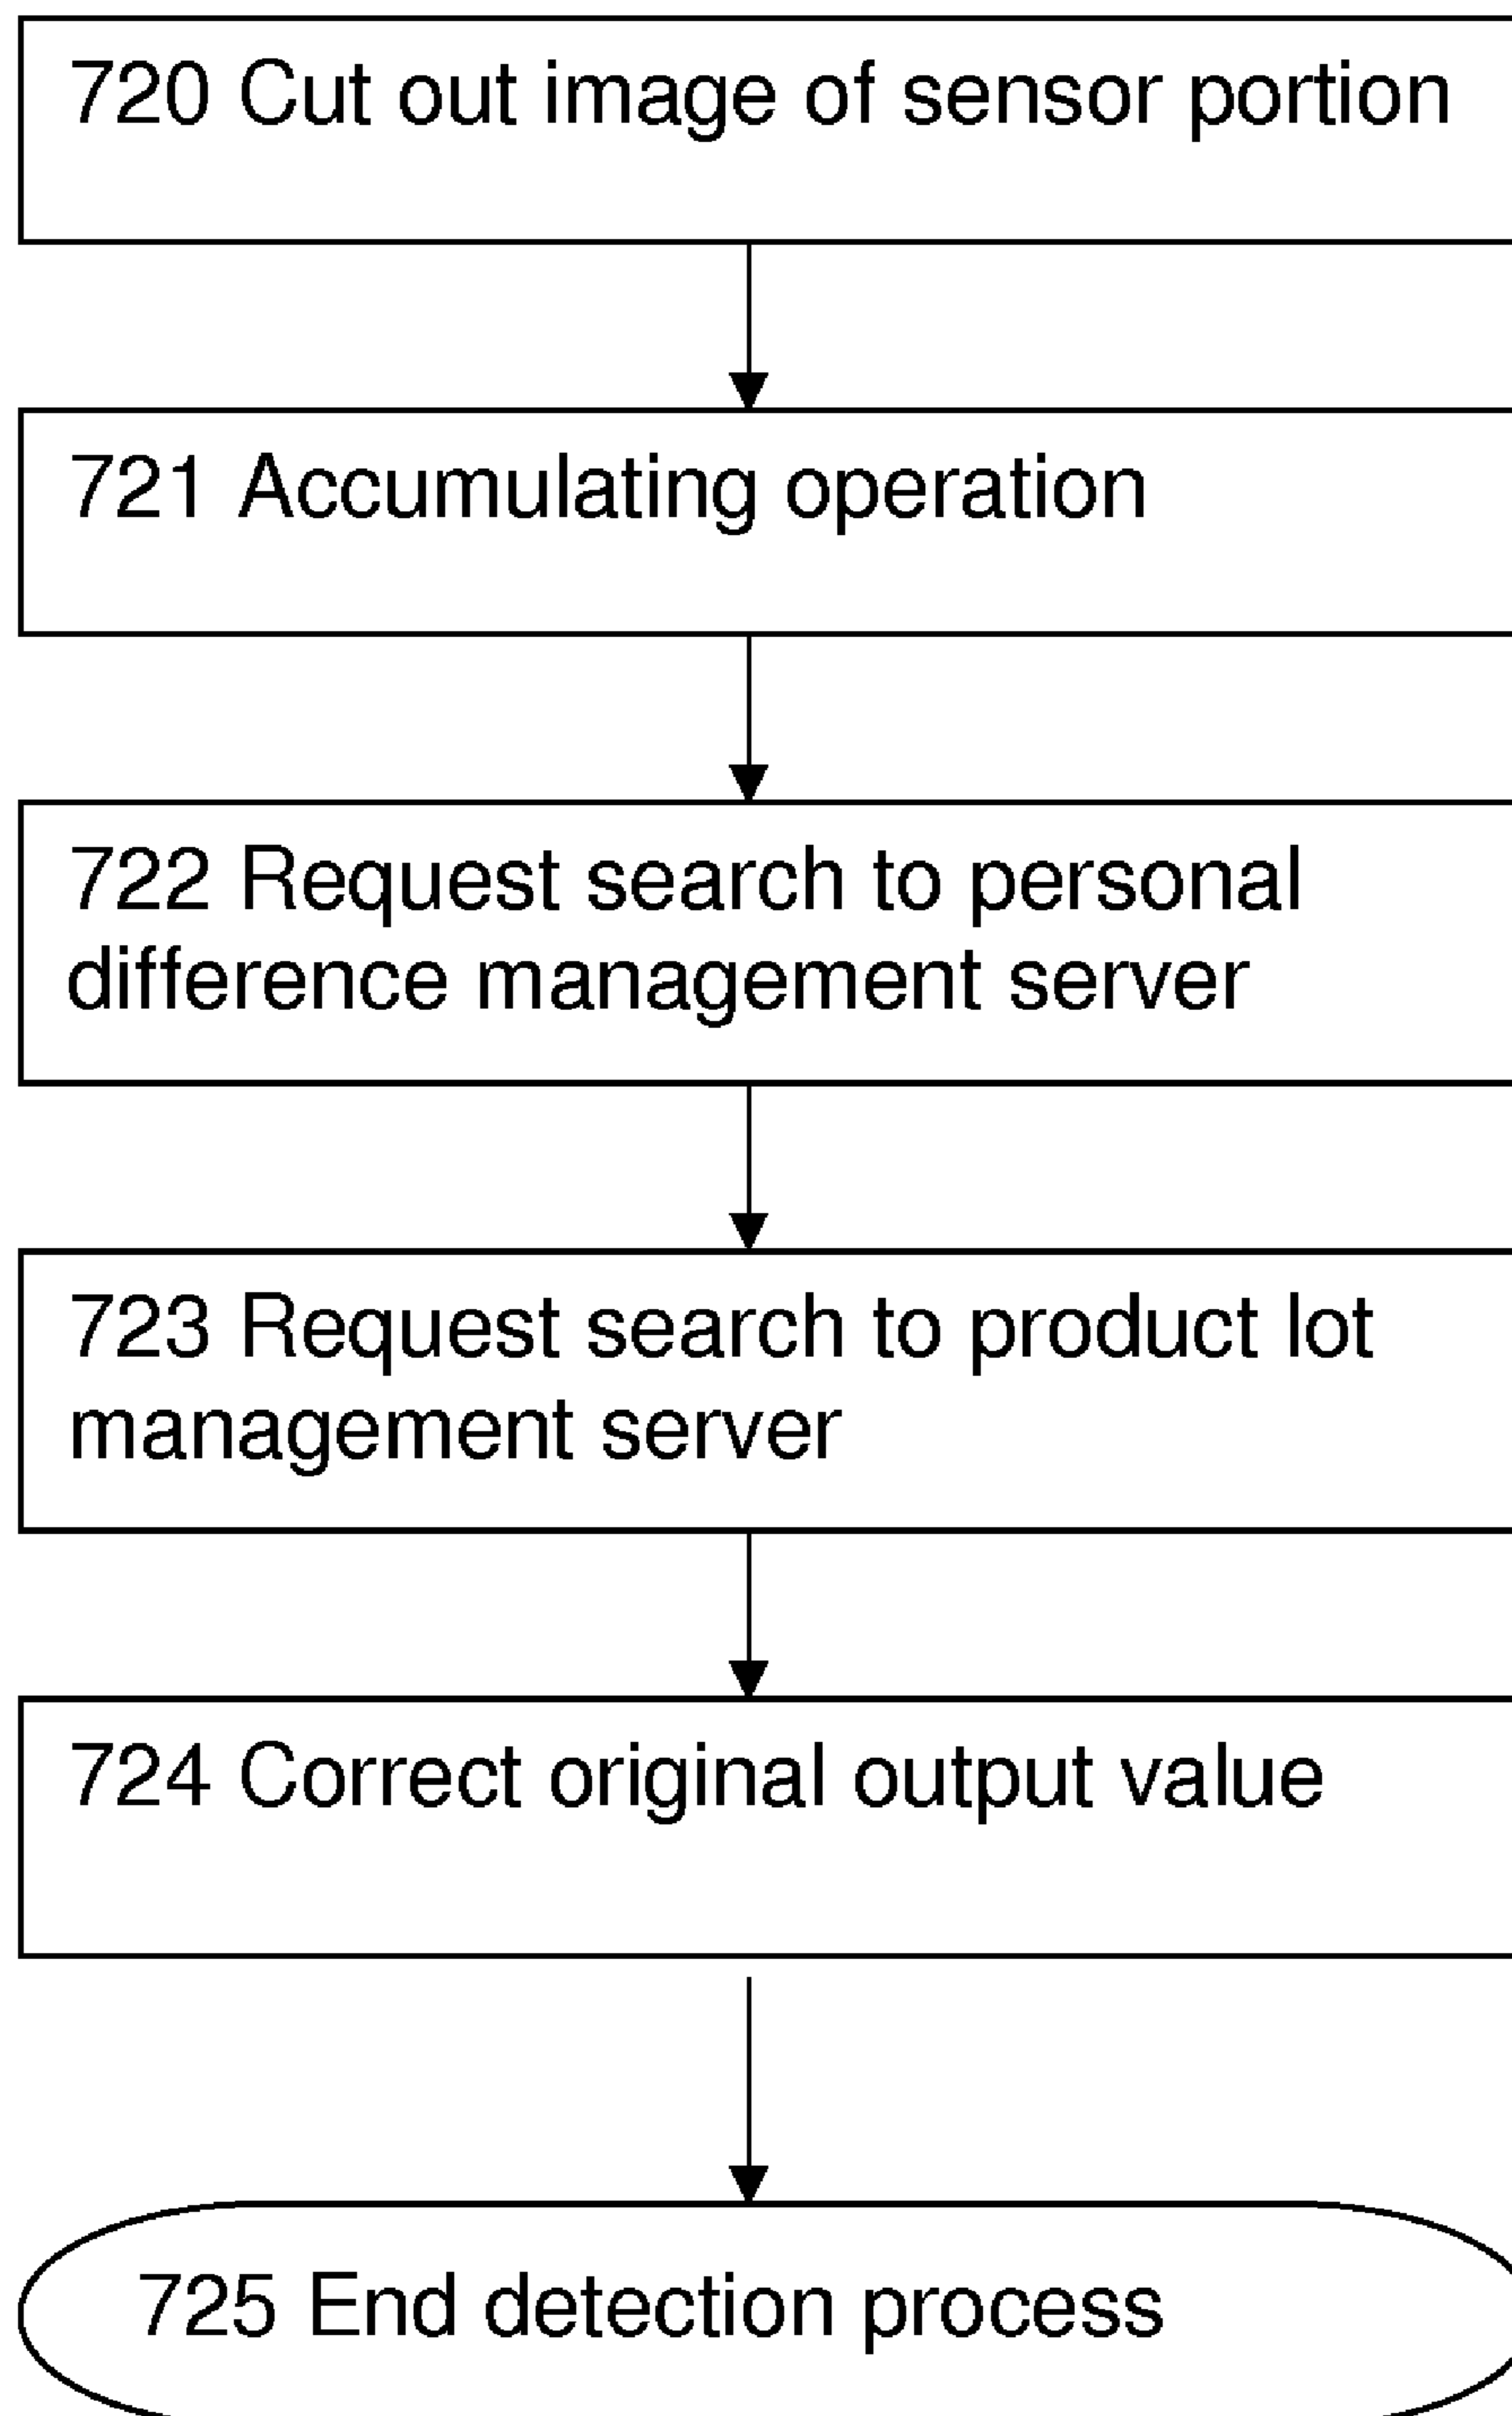 720 Cut out image of sensor portion
721 Accumulating operation
722 Request search to personal
difference management server
723 Request search to product lot
management server
724 Correct original output value
725 End detection process